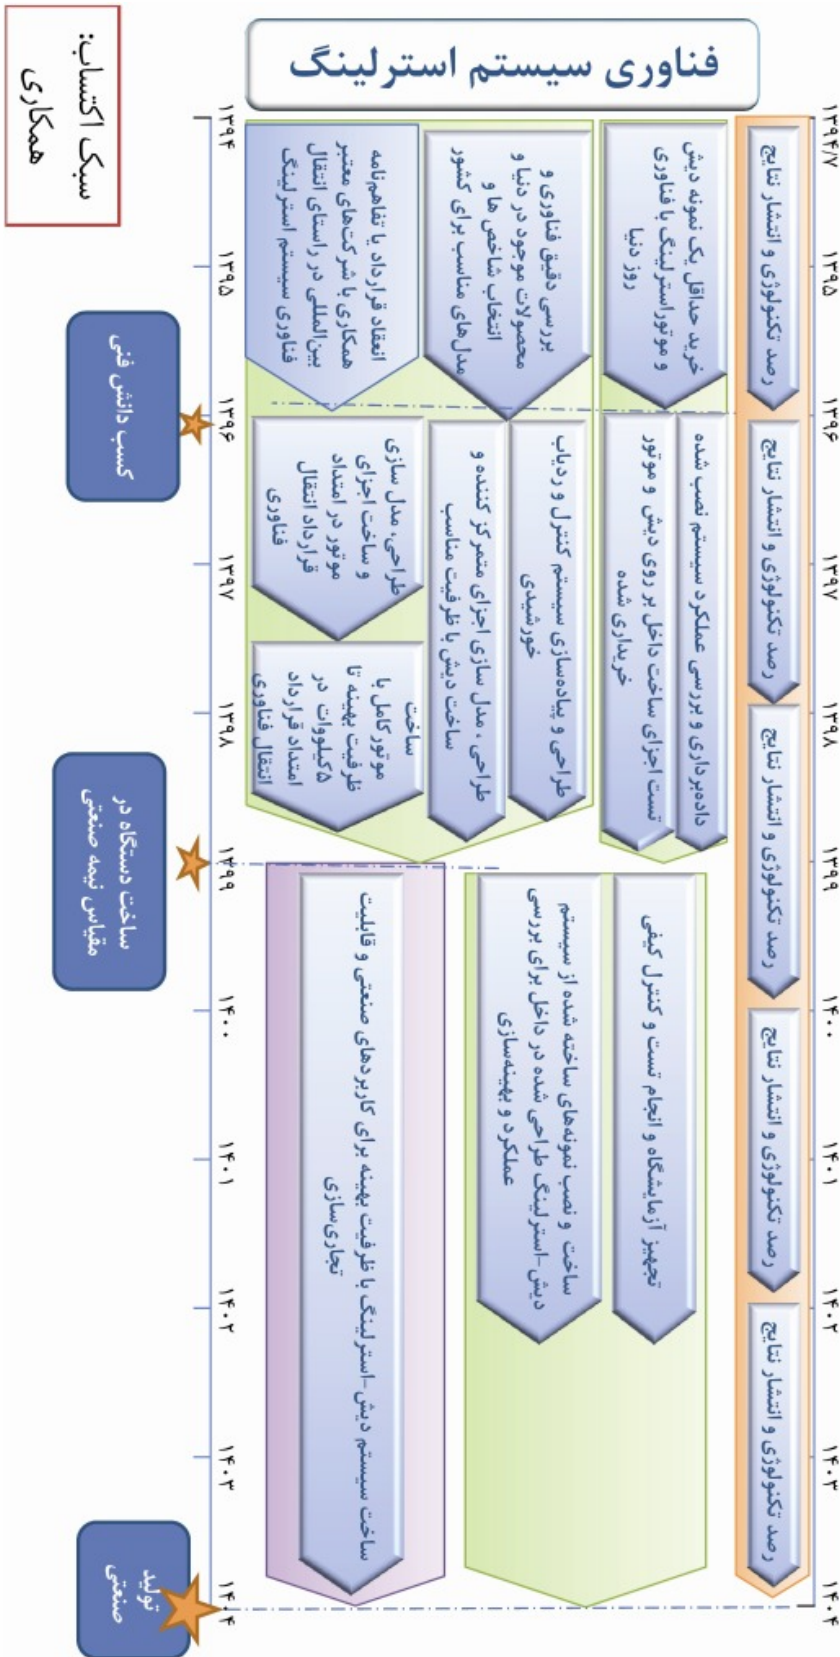 فناوری سیستم استرلینگ
سبک اکتساب:
همکاری
۱۳۹۴/۷
۱۳۹۵
۱۳۹۶
۱۳۹۷
۱۳۹۸
۱۳۹۹
۱۴۰۰
۱۴۰۱
۱۴۰۲
۱۴۰۳
۱۴۰۴
رصد تکنولوژی و انتشار نتایج
رصد تکنولوژی و انتشار نتایج
رصد تکنولوژی و انتشار نتایج
رصد تکنولوژی و انتشار نتایج
رصد تکنولوژی و انتشار نتایج
خرید حداقل یک نمونه دیش
و موتور استرلینگ با فناوری
روز دنیا
داده‌برداری و بررسی عملکرد سیستم نصب شده
تست اجزای ساخت داخل بر روی دیش و موتور
خریداری شده
تجهیز آزمایشگاه و انجام تست و کنترل کیفی
بررسی دقیق فناوری و
محصولات موجود در دنیا و
انتخاب شاخص ها و
مدل‌های مناسب برای کشور
طراحی و پیاده‌سازی سیستم کنترل و ردیاب
خورشیدی
طراحی ، مدل سازی اجزای متمرکز کننده و
ساخت دیش با ظرفیت مناسب
ساخت و نصب نمونه‌های ساخته شده از سیستم
دیش-استرلینگ طراحی شده در داخل برای بررسی
عملکرد و بهینه‌سازی
انعقاد قرارداد یا تفاهم‌نامه
همکاری با شرکت‌های معتبر
بین‌المللی در راستای انتقال
فناوری سیستم استرلینگ
طراحی، مدل سازی
و ساخت اجزای
موتور در امتداد
قرارداد انتقال
فناوری
ساخت
موتور کامل با
ظرفیت بهینه تا
۵کیلووات در
امتداد قرارداد
انتقال فناوری
ساخت سیستم دیش-استرلینگ با ظرفیت بهینه برای کاربردهای صنعتی و قابلیت
تجاری‌سازی
۱۳۹۴
۱۳۹۵
۱۳۹۶
۱۳۹۷
۱۳۹۸
۱۳۹۹
۱۴۰۰
۱۴۰۱
۱۴۰۲
۱۴۰۳
۱۴۰۴
کسب دانش فنی
ساخت دستگاه در
مقیاس نیمه صنعتی
تولید
صنعتی